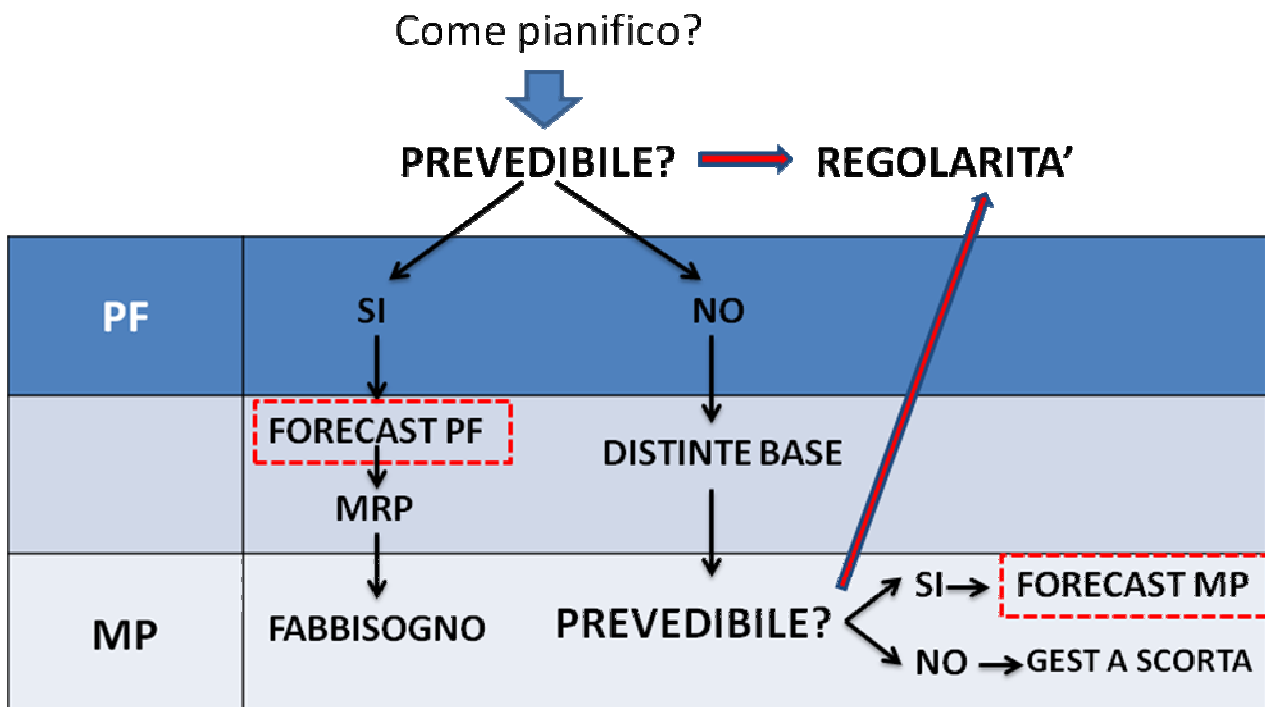 Come pianifico?
PREVEDIBILE?
REGOLARITA’
PF
SI
NO
FORECAST PF
DISTINTE BASE
MRP
MP
FABBISOGNO
PREVEDIBILE?
SI
FORECAST MP
NO
GEST A SCORTA